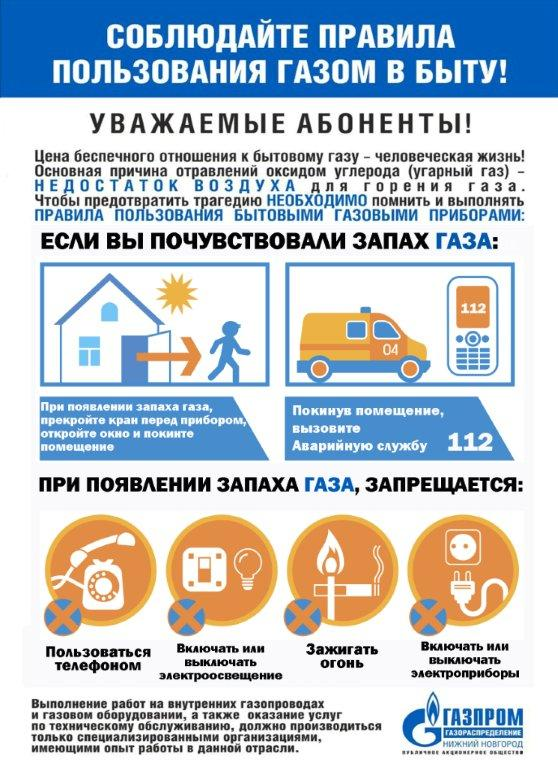 СОБЛЮДАЙТЕ ПРАВИЛА
ПОЛЬЗОВАНИЯ ГАЗОМ В БЫТУ!
УВАЖАЕМЫЕ АБОНЕНТЫ!
Цена беспечного отношения к бытовому газу – человеческая жизнь!
Основная причина отравлений оксидом углерода (угарный газ) –
НЕДОСТАТОК ВОЗДУХА для горения газа.
Чтобы предотвратить трагедию НЕОБХОДИМО помнить и выполнять
ПРАВИЛА ПОЛЬЗОВАНИЯ БЫТОВЫМИ ГАЗОВЫМИ ПРИБОРАМИ:
ЕСЛИ ВЫ ПОЧУВСТВОВАЛИ ЗАПАХ ГАЗА:
04
112
При появлении запаха газа,
прекройте кран перед прибором,
откройте окно и покинте
помещение
Покинув помещение,
вызовите
Аварийную службу 112
ПРИ ПОЯВЛЕНИИ ЗАПАХА ГАЗА, ЗАПРЕЩАЕТСЯ:
Пользоваться
телефоном
Включать или
выключать
электроосвещение
Зажигать
огонь
Включать или
выключать
электроприборы
Выполнение работ на внутренних газопроводах
и газовом оборудовании, а также оказание услуг
по техническому обслуживанию, должно производиться
только специализированными организациями,
имеющими опыт работы в данной отрасли.
ГАЗПРОМ
ГАЗОРАСПРЕДЕЛЕНИЕ
НИЖНИЙ НОВГОРОД
ПУБЛИЧНОЕ АКЦИОНЕРНОЕ ОБЩЕСТВО